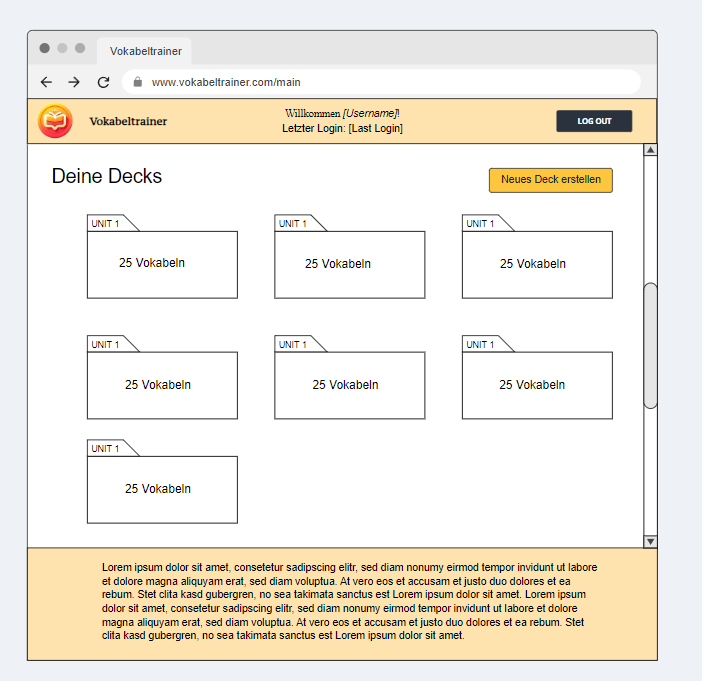 Vokabeltrainer
www.vokabeltrainer.com/main
Vokabeltrainer
Willkommen [Username]!
Letzter Login: [Last Login]
LOG OUT
Deine Decks
Neues Deck erstellen
UNIT 1
UNIT 1
UNIT 1
25 Vokabeln
25 Vokabeln
25 Vokabeln
UNIT 1
UNIT 1
UNIT 1
25 Vokabeln
25 Vokabeln
25 Vokabeln
UNIT 1
25 Vokabeln
Lorem ipsum dolor sit amet, consetetur sadipscing elitr, sed diam nonumy eirmod tempor invidunt ut labore
et dolore magna aliquyam erat, sed diam voluptua. At vero eos et accusam et justo duo dolores et ea
rebum. Stet clita kasd gubergren, no sea takimata sanctus est Lorem ipsum dolor sit amet. Lorem ipsum
dolor sit amet, consetetur sadipscing elitr, sed diam nonumy eirmod tempor invidunt ut labore et dolore
magna aliquyam erat, sed diam voluptua. At vero eos et accusam et justo duo dolores et ea rebum. Stet
clita kasd gubergren, no sea takimata sanctus est Lorem ipsum dolor sit amet.